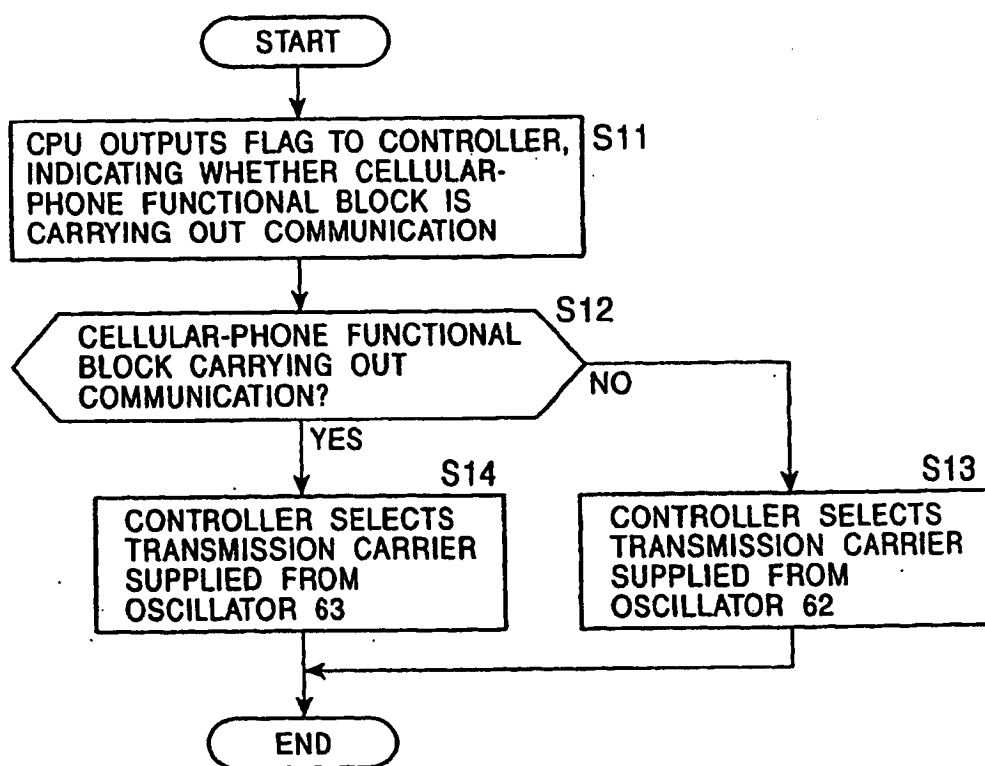 START
CPU OUTPUTS FLAG TO CONTROLLER,
INDICATING WHETHER CELLULAR-
PHONE FUNCTIONAL BLOCK IS
CARRYING OUT COMMUNICATION
S11
S12
CELLULAR-PHONE FUNCTIONAL
BLOCK CARRYING OUT
COMMUNICATION?
NO
YES
S14
CONTROLLER SELECTS
TRANSMISSION CARRIER
SUPPLIED FROM
OSCILLATOR 63
S13
CONTROLLER SELECTS
TRANSMISSION CARRIER
SUPPLIED FROM
OSCILLATOR 62
END